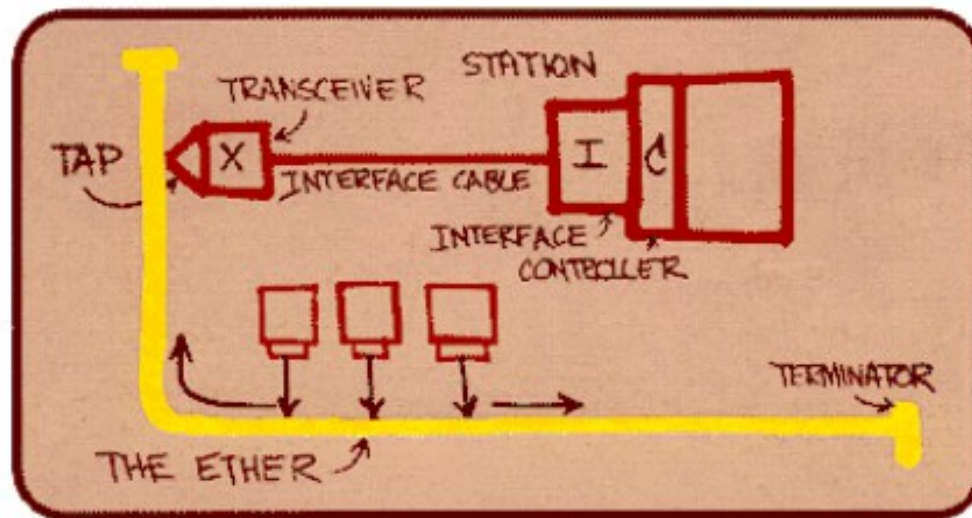 STATION
TRANSCEIVER
TAP
X
I
C
INTERFACE CABLE
INTERFACE
CONTROLLER
TERMINATOR
THE ETHER